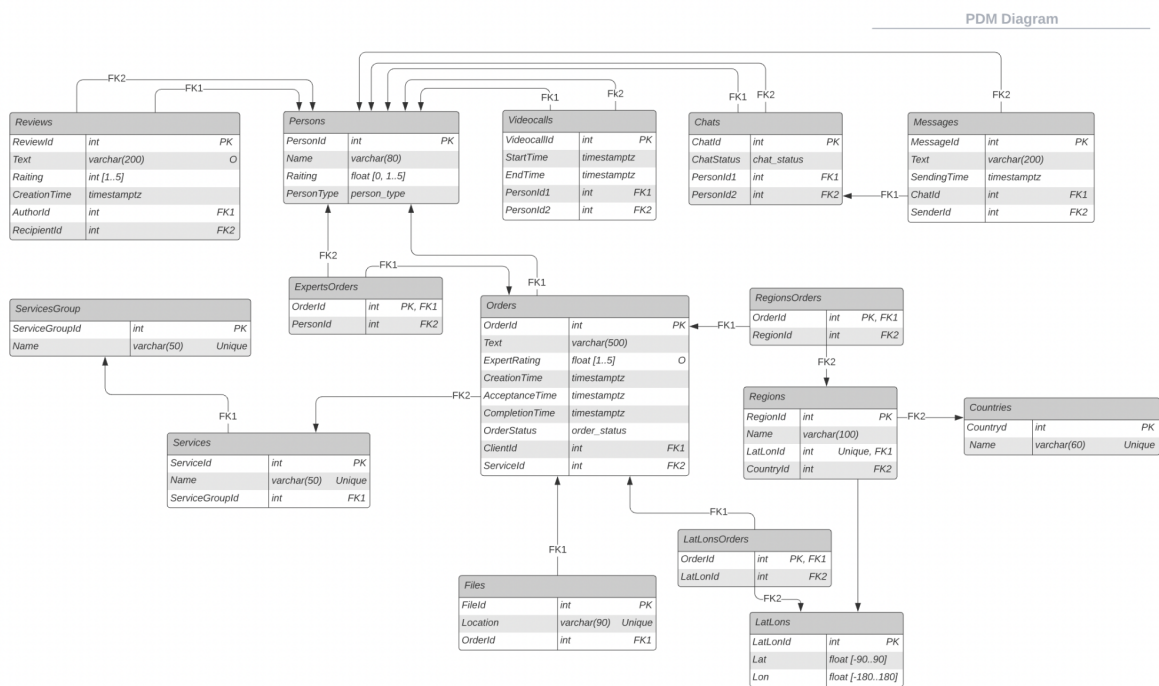 PDM Diagram
FK2
FK1
FK1
Fk2
FK1
FK2
FK2
Reviews
ReviewId int PK
Text varchar(200) O
Raiting int [1..5]
CreationTime timestamptz
AuthorId int FK1
RecipientId int FK2
Persons
PersonId int PK
Name varchar(80)
Raiting float [0, 1..5]
PersonType person_type
Videocalls
VideocallId int PK
StartTime timestamptz
EndTime timestamptz
PersonId1 int FK1
PersonId2 int FK2
Chats
ChatId int PK
ChatStatus chat_status
PersonId1 int FK1
PersonId2 int FK2
FK1
Messages
MessageId int PK
Text varchar(200)
SendingTime timestamptz
ChatId int FK1
SenderId int FK2
FK2
FK1
FK1
ExpertsOrders
OrderId int PK, FK1
PersonId int FK2
ServicesGroup
ServiceGroupId int PK
Name varchar(50) Unique
Orders
OrderId int PK
Text varchar(500)
ExpertRating float [1..5] O
CreationTime timestamptz
AcceptanceTime timestamptz
CompletionTime timestamptz
OrderStatus order_status
ClientId int FK1
ServiceId int FK2
FK1
RegionsOrders
OrderId int PK, FK1
RegionId int FK2
FK2
FK2
FK1
Regions
RegionId int PK
Name varchar(100)
LatLonId int Unique, FK1
CountryId int FK2
FK2
Countries
Countryd int PK
Name varchar(60) Unique
Services
ServiceId int PK
Name varchar(50) Unique
ServiceGroupId int FK1
FK1
FK1
LatLonsOrders
OrderId int PK, FK1
LatLonId int FK2
FK2
Files
FileId int PK
Location varchar(90) Unique
OrderId int FK1
LatLons
LatLonId int PK
Lat float [-90..90]
Lon float [-180..180]